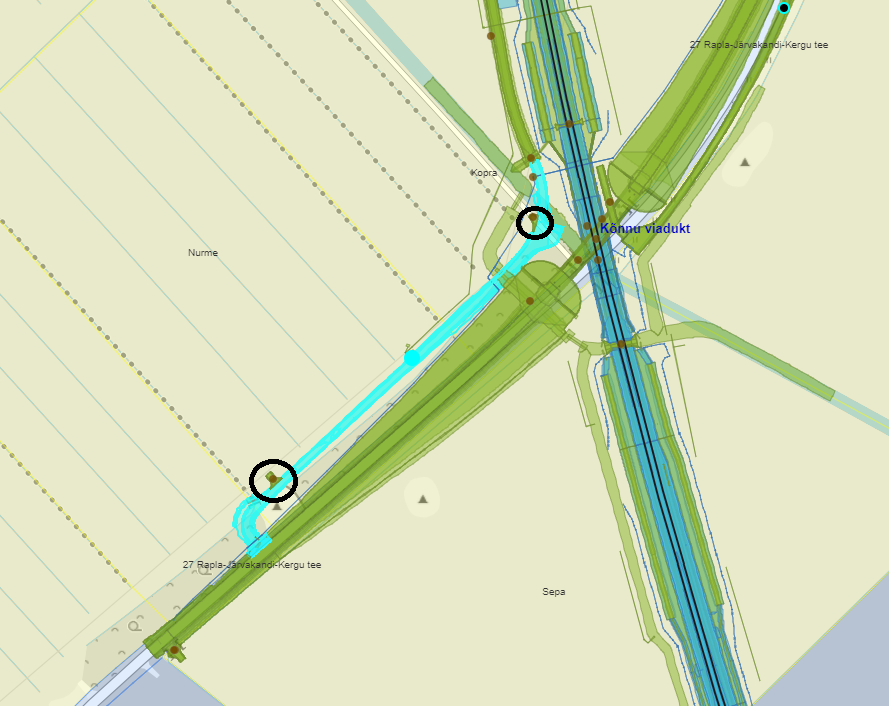 27 Rapla-Järvakandi-Kergu tee
Kopra
Kõnnu viadukt
Nurme
27 Rapla-Järvakandi-Kergu tee
Sepa